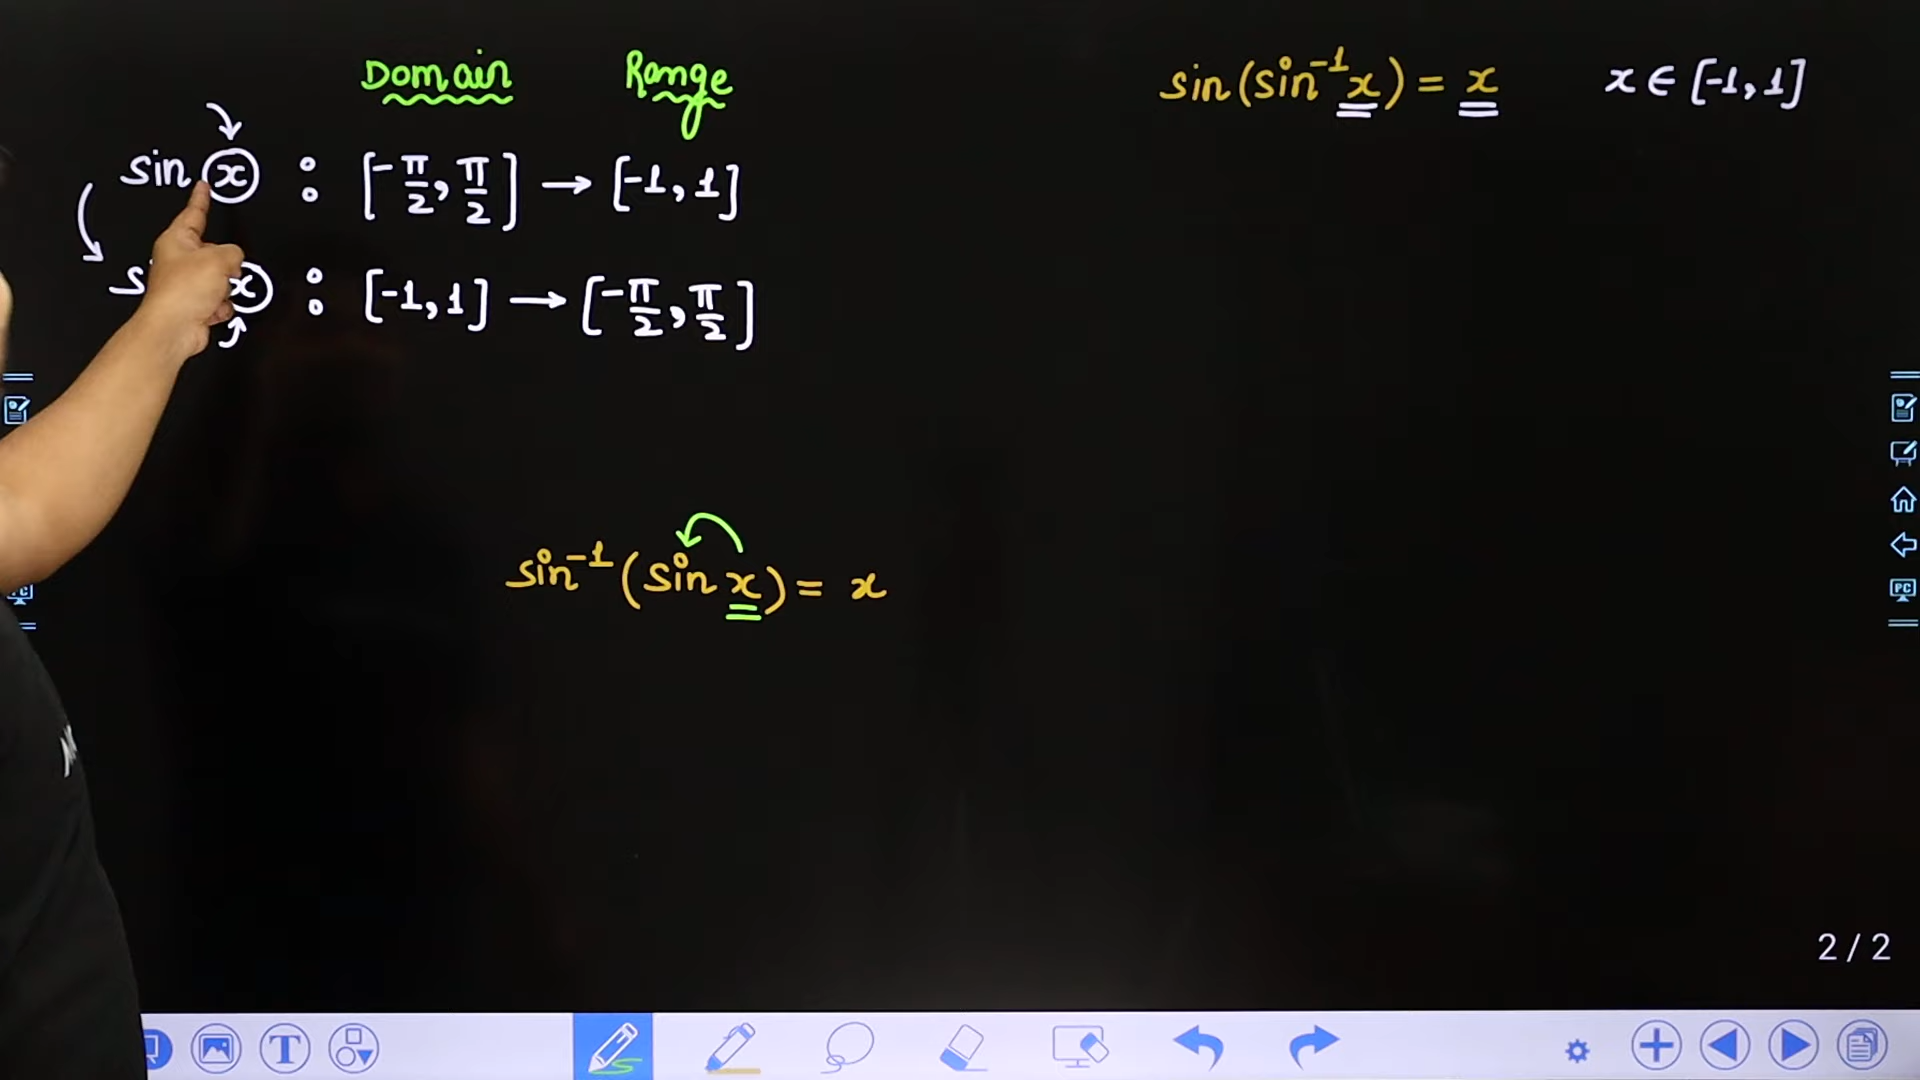 Domain Range
sin x : [-π/2, π/2] → [-1, 1]
x : [-1, 1] → [-π/2, π/2]
sin(sin⁻¹x) = x x ∈ [-1, 1]
sin⁻¹(sin x) = x
2 / 2
T
PC